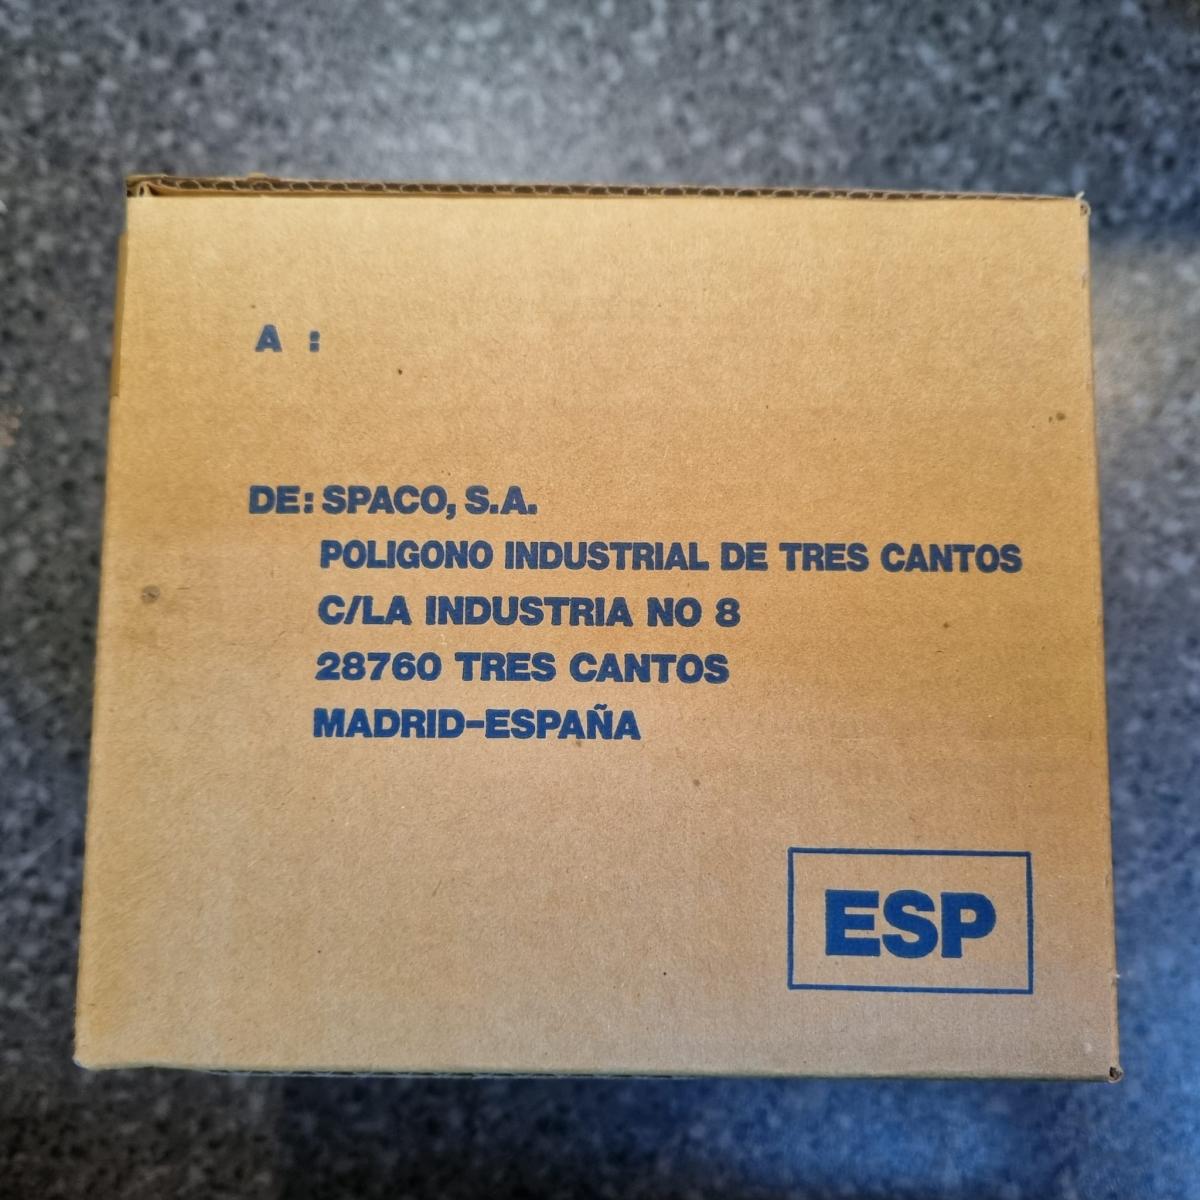 A :
DE: SPACO, S.A.
POLIGONO INDUSTRIAL DE TRES CANTOS
C/LA INDUSTRIA NO 8
28760 TRES CANTOS
MADRID-ESPAÑA
ESP